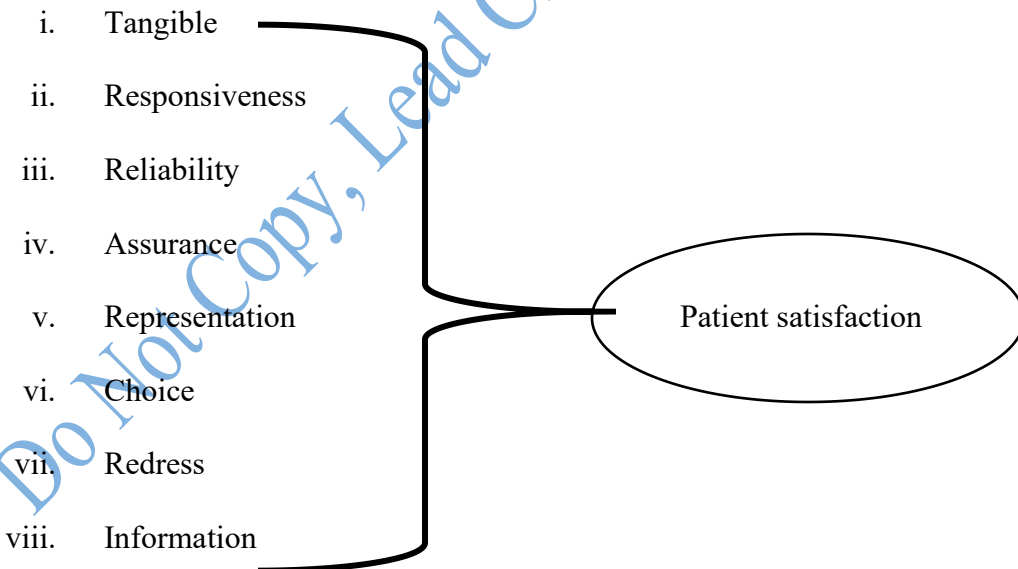 i. Tangible
ii. Responsiveness
iii. Reliability
iv. Assurance
v. Representation
Patient satisfaction
vi. Choice
vii. Redress
viii. Information
Do Not Copy, Lead